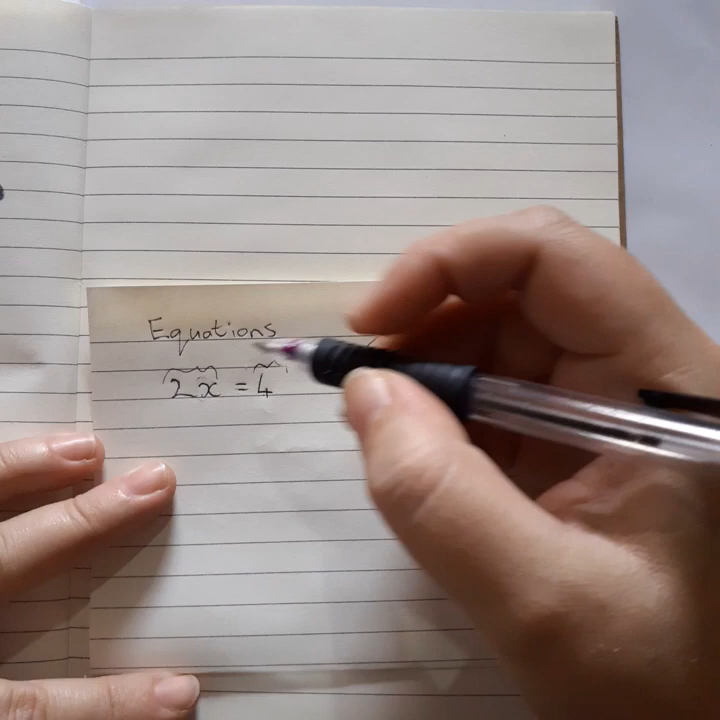 Equations
2x = 4